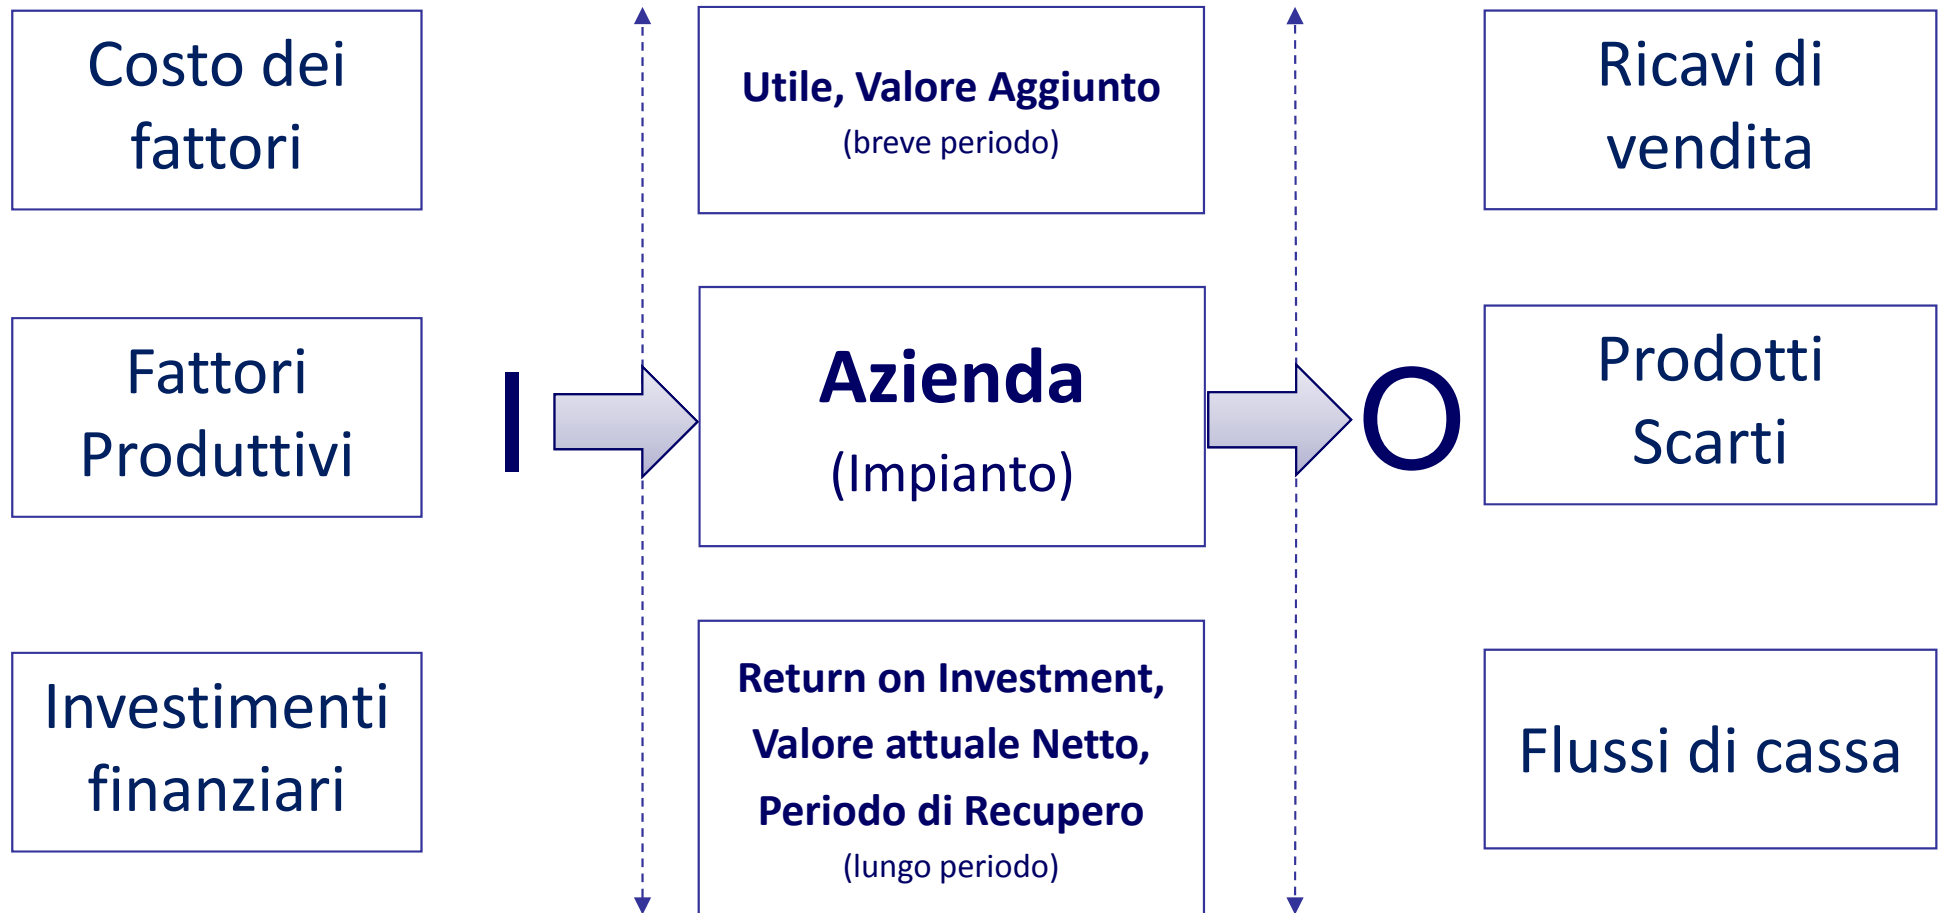 Costo dei
fattori
Utile, Valore Aggiunto
(breve periodo)
Ricavi di
vendita
Fattori
Produttivi
I
Azienda
(Impianto)
O
Prodotti
Scarti
Investimenti
finanziari
Return on Investment,
Valore attuale Netto,
Periodo di Recupero
(lungo periodo)
Flussi di cassa